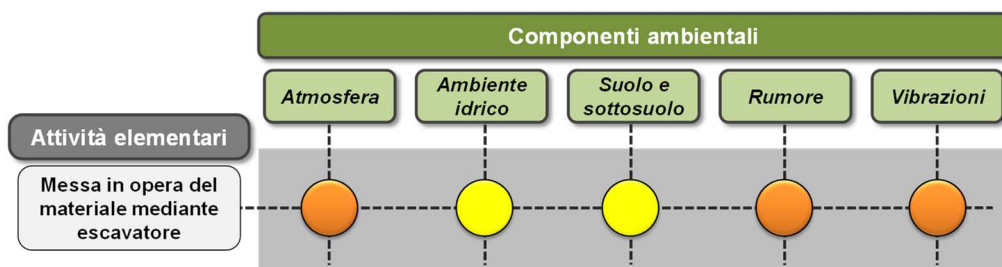 Componenti ambientali
Atmosfera
Ambiente
idrico
Suolo e
sottosuolo
Rumore
Vibrazioni
Attività elementari
Messa in opera del
materiale mediante
escavatore